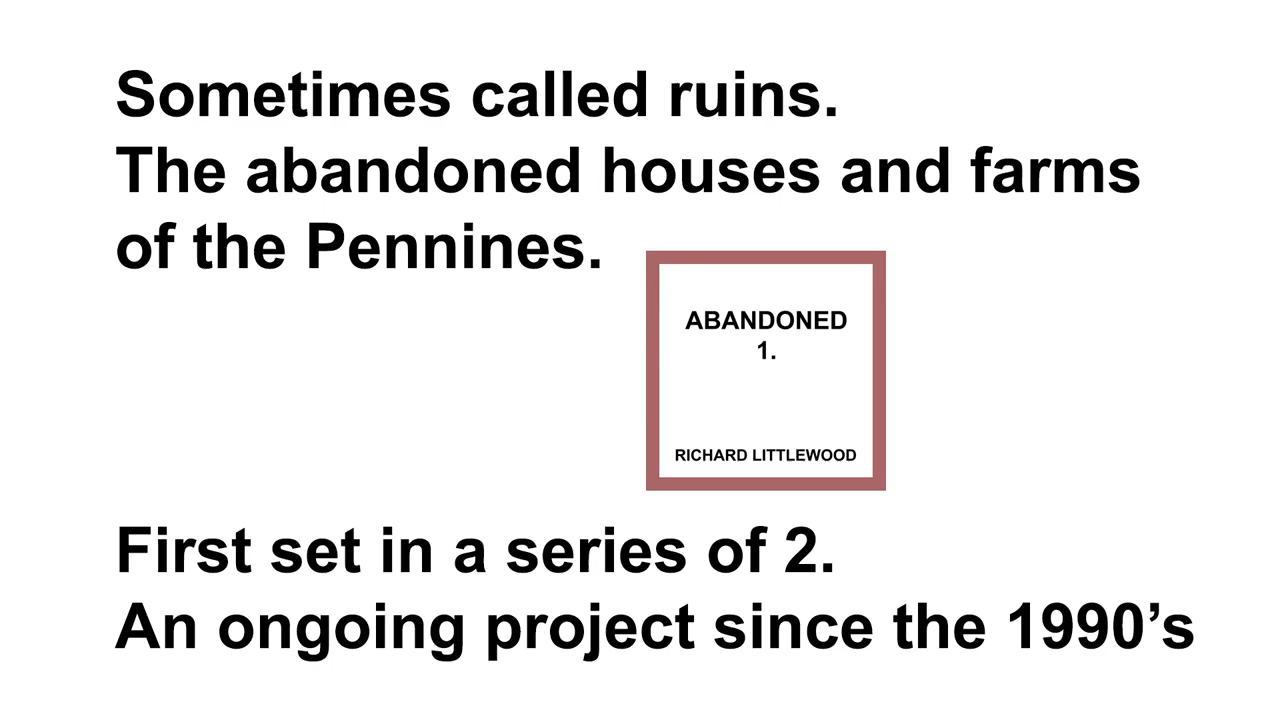 Sometimes called ruins.
The abandoned houses and farms
of the Pennines.
ABANDONED
1.
RICHARD LITTLEWOOD
First set in a series of 2.
An ongoing project since the 1990’s